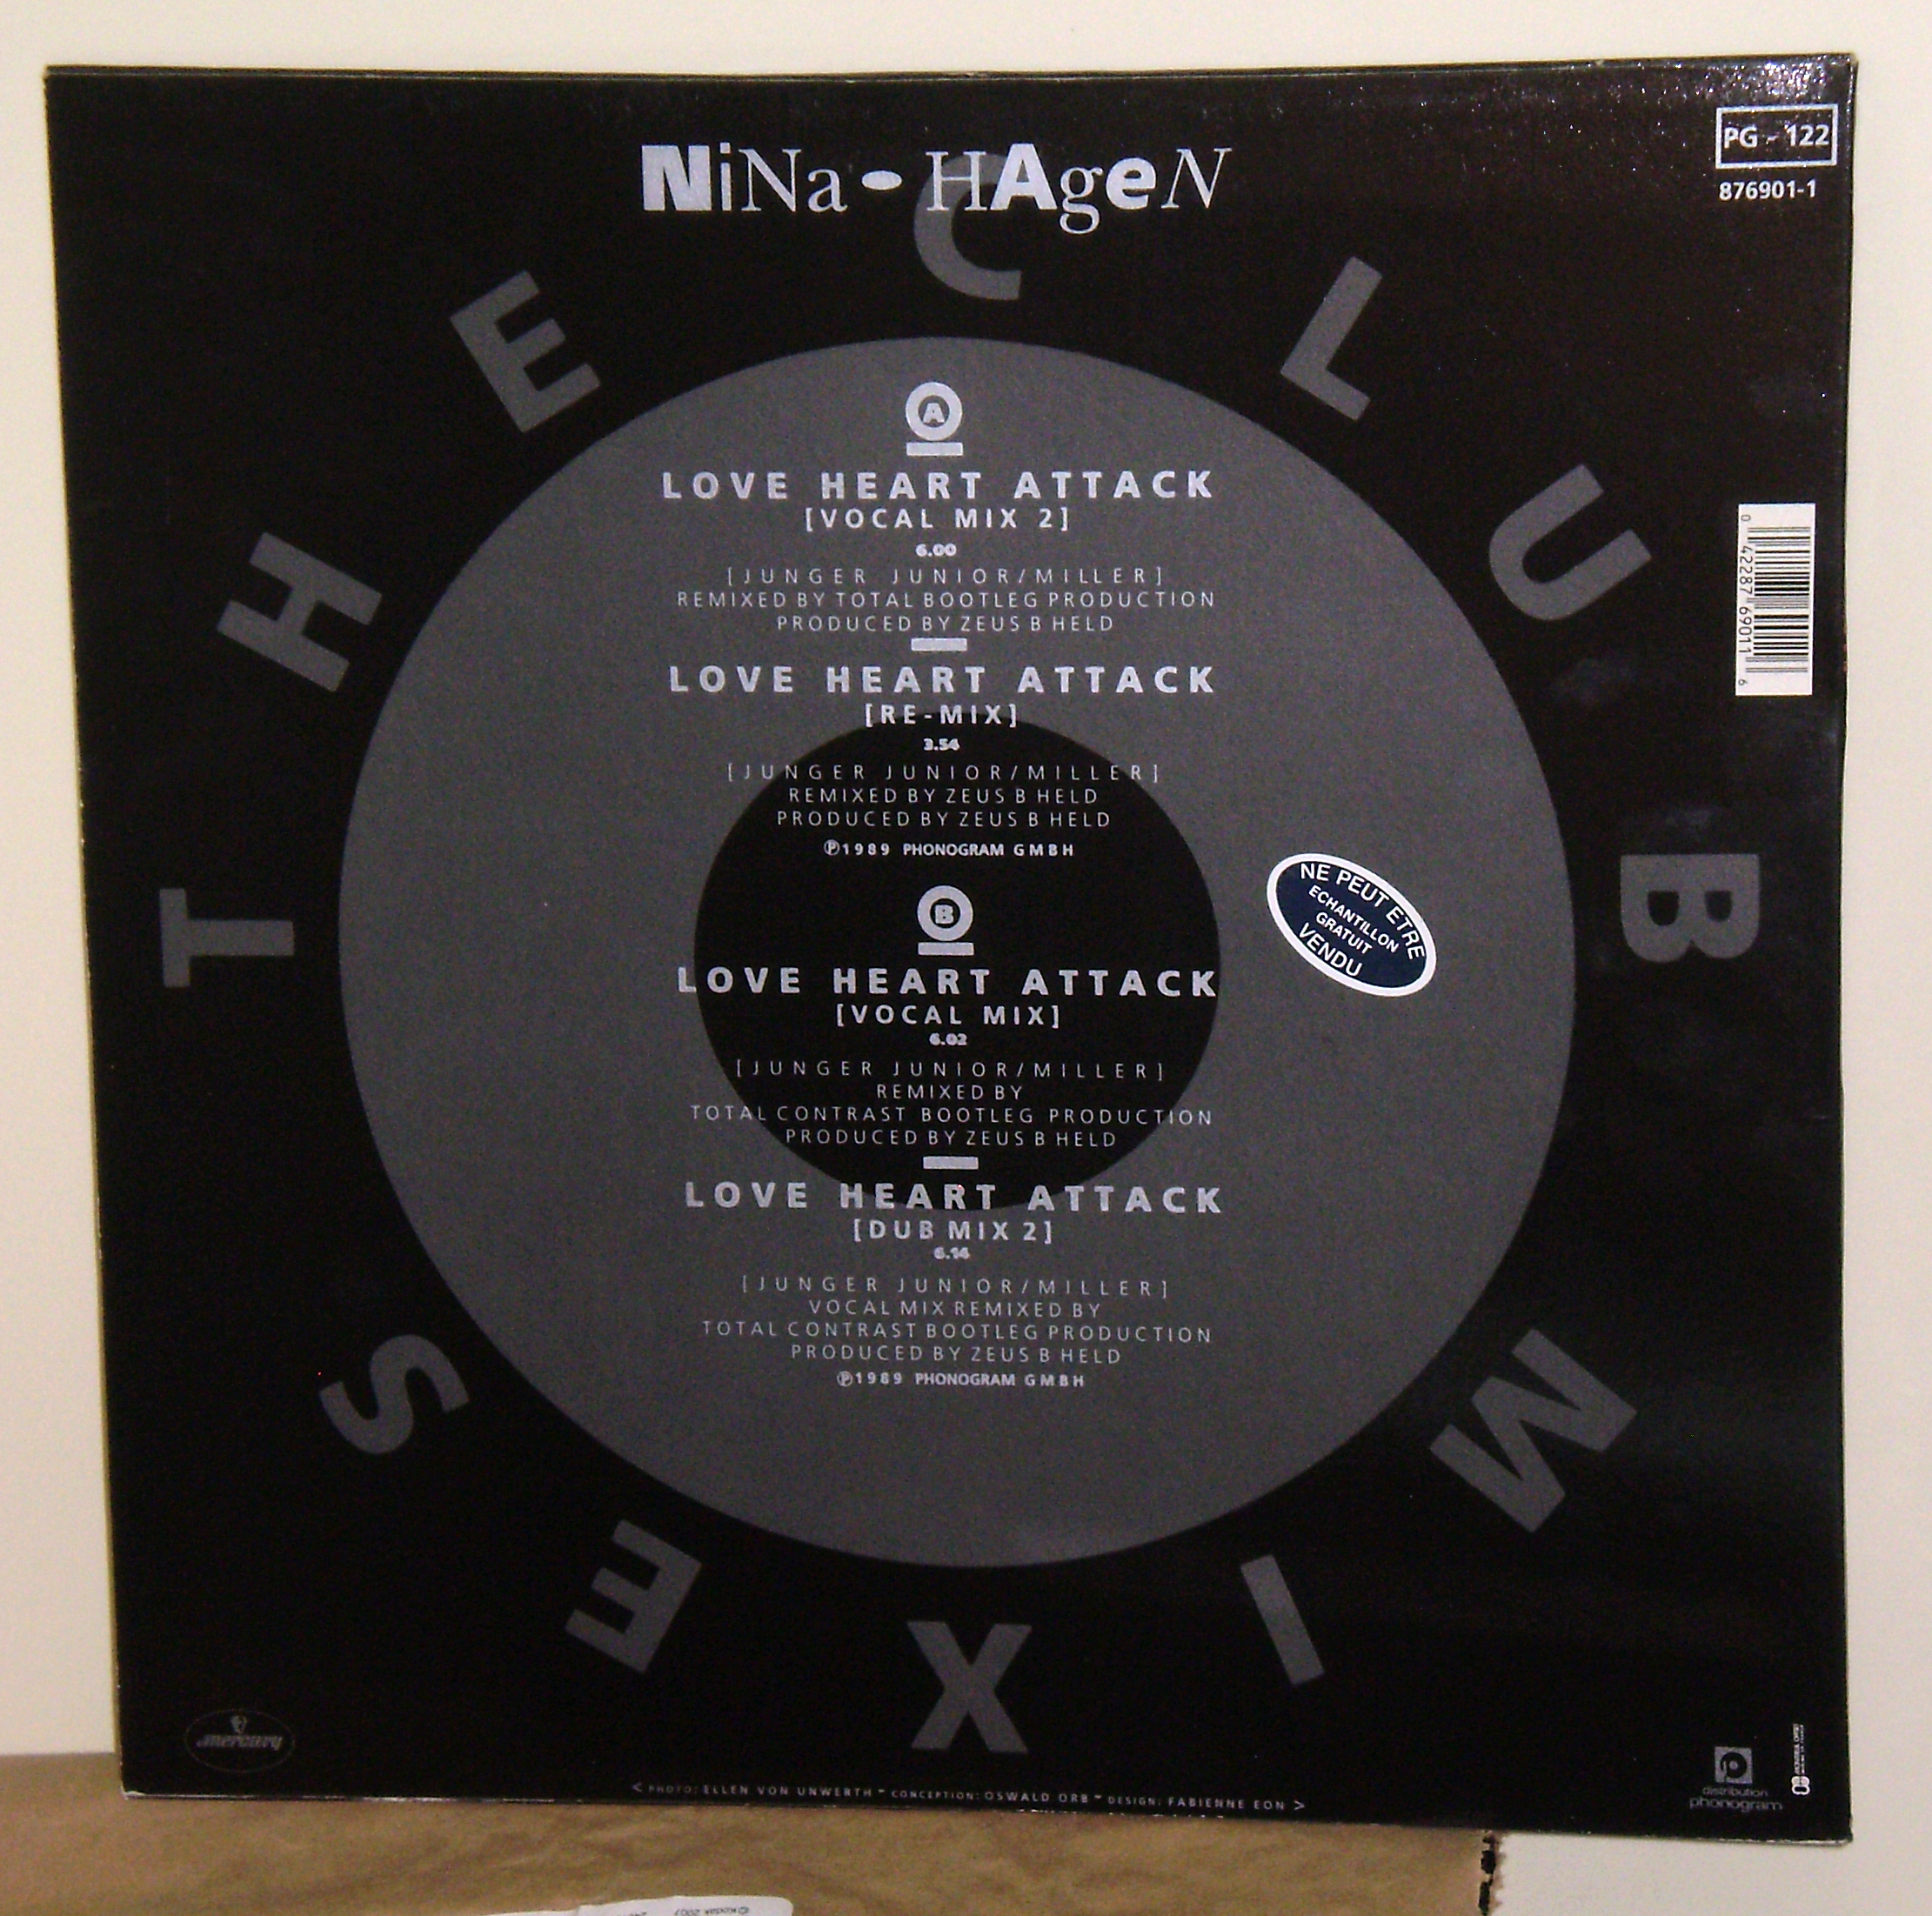 NiNa - HAgeN
PG - 122
876901-1
THE CLUB MIXES
A
LOVE HEART ATTACK
[VOCAL MIX 2]
6.00
[JUNGER JUNIOR/MILLER]
REMIXED BY TOTAL BOOTLEG PRODUCTION
PRODUCED BY ZEUS B HELD
LOVE HEART ATTACK
[RE-MIX]
3.54
[JUNGER JUNIOR/MILLER]
REMIXED BY ZEUS B HELD
PRODUCED BY ZEUS B HELD
℗1989 PHONOGRAM GMBH
B
LOVE HEART ATTACK
[VOCAL MIX]
6.02
[JUNGER JUNIOR/MILLER]
REMIXED BY
TOTAL CONTRAST BOOTLEG PRODUCTION
PRODUCED BY ZEUS B HELD
LOVE HEART ATTACK
[DUB MIX 2]
6.14
[JUNGER JUNIOR/MILLER]
VOCAL MIX REMIXED BY
TOTAL CONTRAST BOOTLEG PRODUCTION
PRODUCED BY ZEUS B HELD
℗1989 PHONOGRAM GMBH
NE PEUT ETRE
ECHANTILLON
GRATUIT
VENDU
0 42287 69011 6
mercury
< PHOTO: ELLEN VON UNWERTH - CONCEPTION: OSWALD ORB - DESIGN: FABIENNE EON >
distribution
phonogram
©Kodak 2007